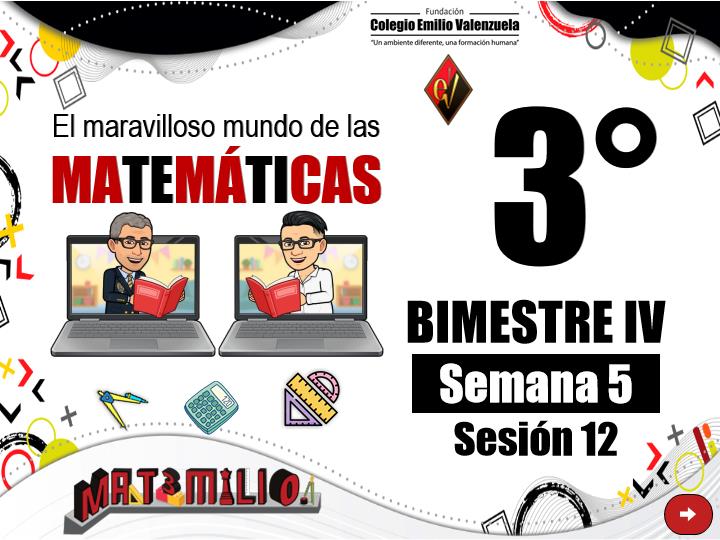 Fundación
Colegio Emilio Valenzuela
"Un ambiente diferente, una formación humana"
El maravilloso mundo de las
MATEMÁTICAS
3°
BIMESTRE IV
Semana 5
Sesión 12
MAT3MILIO.